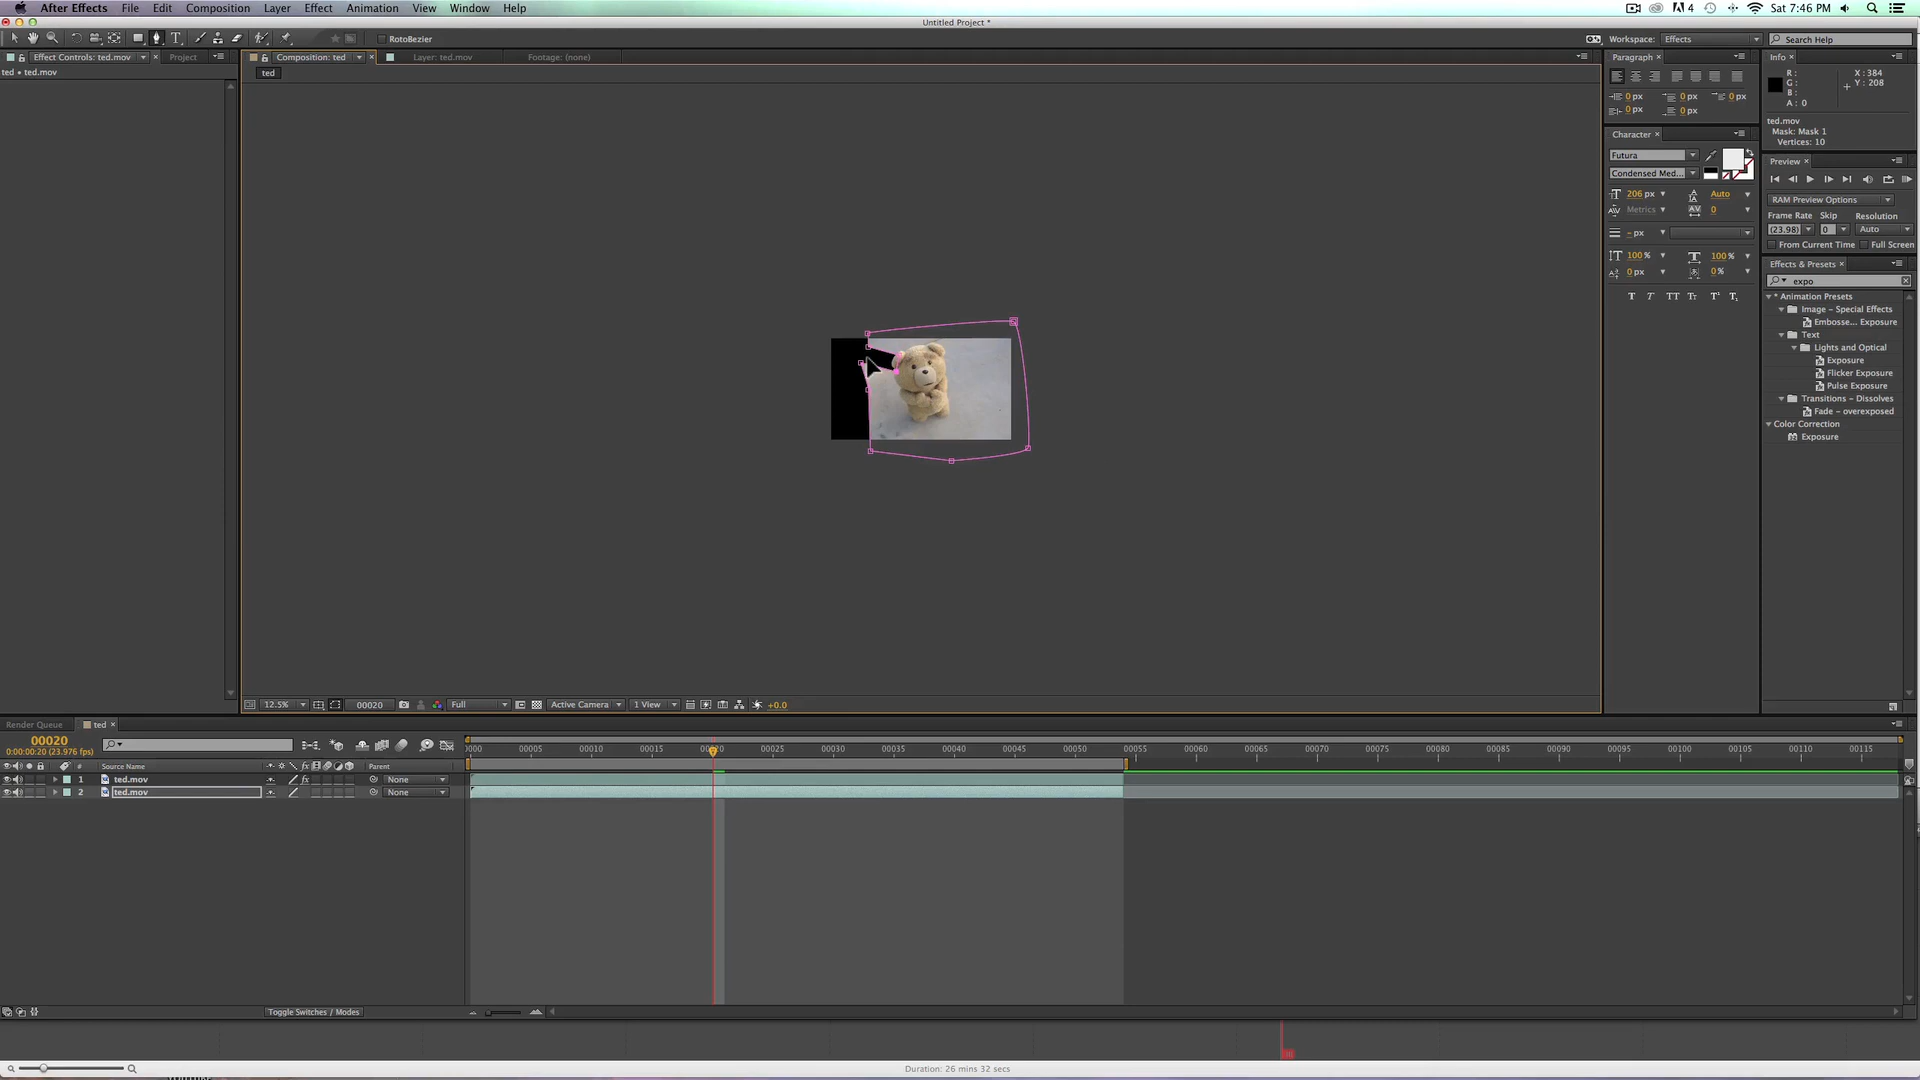 After Effects File Edit Composition Layer Effect Animation View Window Help
4 Sat 7:46 PM
Untitled Project *
RotoBezier
Workspace: Effects Search Help
Effect Controls: ted.mov Project
Composition: ted Layer: ted.mov Footage: (none)
ted • ted.mov
ted
Paragraph
0 px 0 px 0 px
0 px 0 px
Character
Futura
Condensed Med...
206 px Auto
Metrics 0
- px
100 % 100 %
0 px 0 %
T T TT Tr T' T,
Info
R :
G :
B :
A : 0
X : 384
Y : 208
ted.mov
Mask: Mask 1
Vertices: 10
Preview
RAM Preview Options
Frame Rate Skip Resolution
(23.98) 0 Auto
From Current Time Full Screen
Effects & Presets
expo
* Animation Presets
Image – Special Effects
Embosse... Exposure
Text
Lights and Optical
Exposure
Flicker Exposure
Pulse Exposure
Transitions – Dissolves
Fade – overexposed
Color Correction
Exposure
12.5% 00020 Full Active Camera 1 View +0.0
Render Queue ted
00020
0:00:00:20 (23.976 fps)
0000 00005 00010 00015 00020 00025 00030 00035 00040 00045 00050 00055 00060 00065 00070 00075 00080 00085 00090 00095 00100 00105 00110 00115
# Source Name Parent
1 ted.mov None
2 ted.mov None
Toggle Switches / Modes
Duration: 26 mins 32 secs